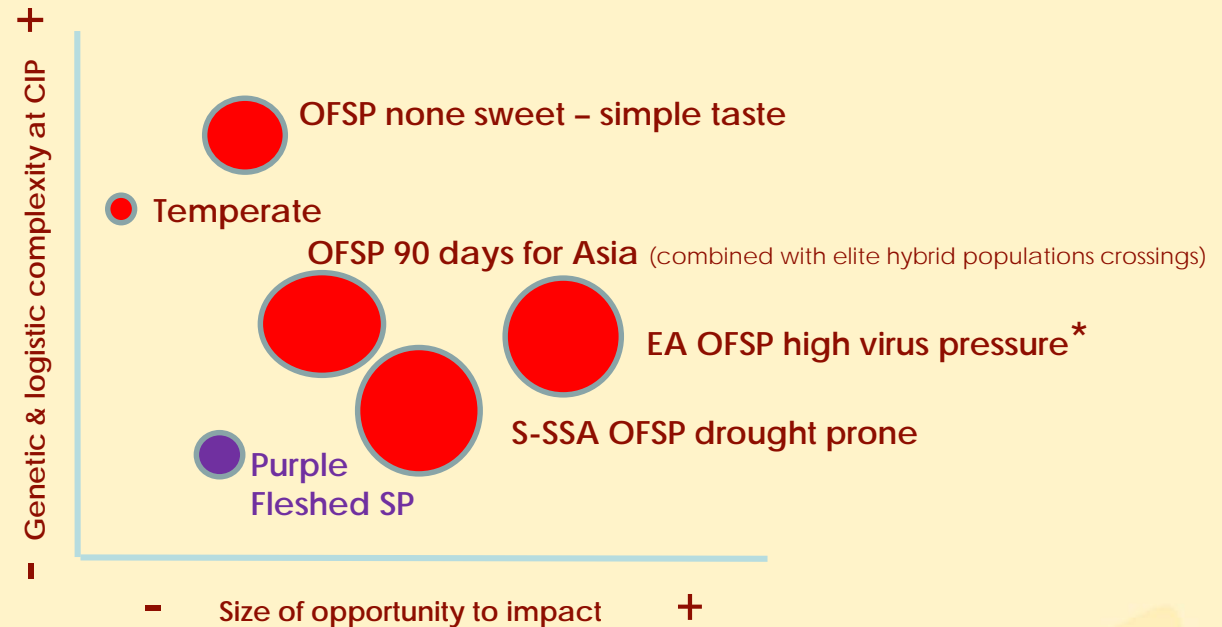 +
Genetic & logistic complexity at CIP
-
OFSP none sweet – simple taste
Temperate
OFSP 90 days for Asia (combined with elite hybrid populations crossings)
EA OFSP high virus pressure*
S-SSA OFSP drought prone
Purple
Fleshed SP
- Size of opportunity to impact +